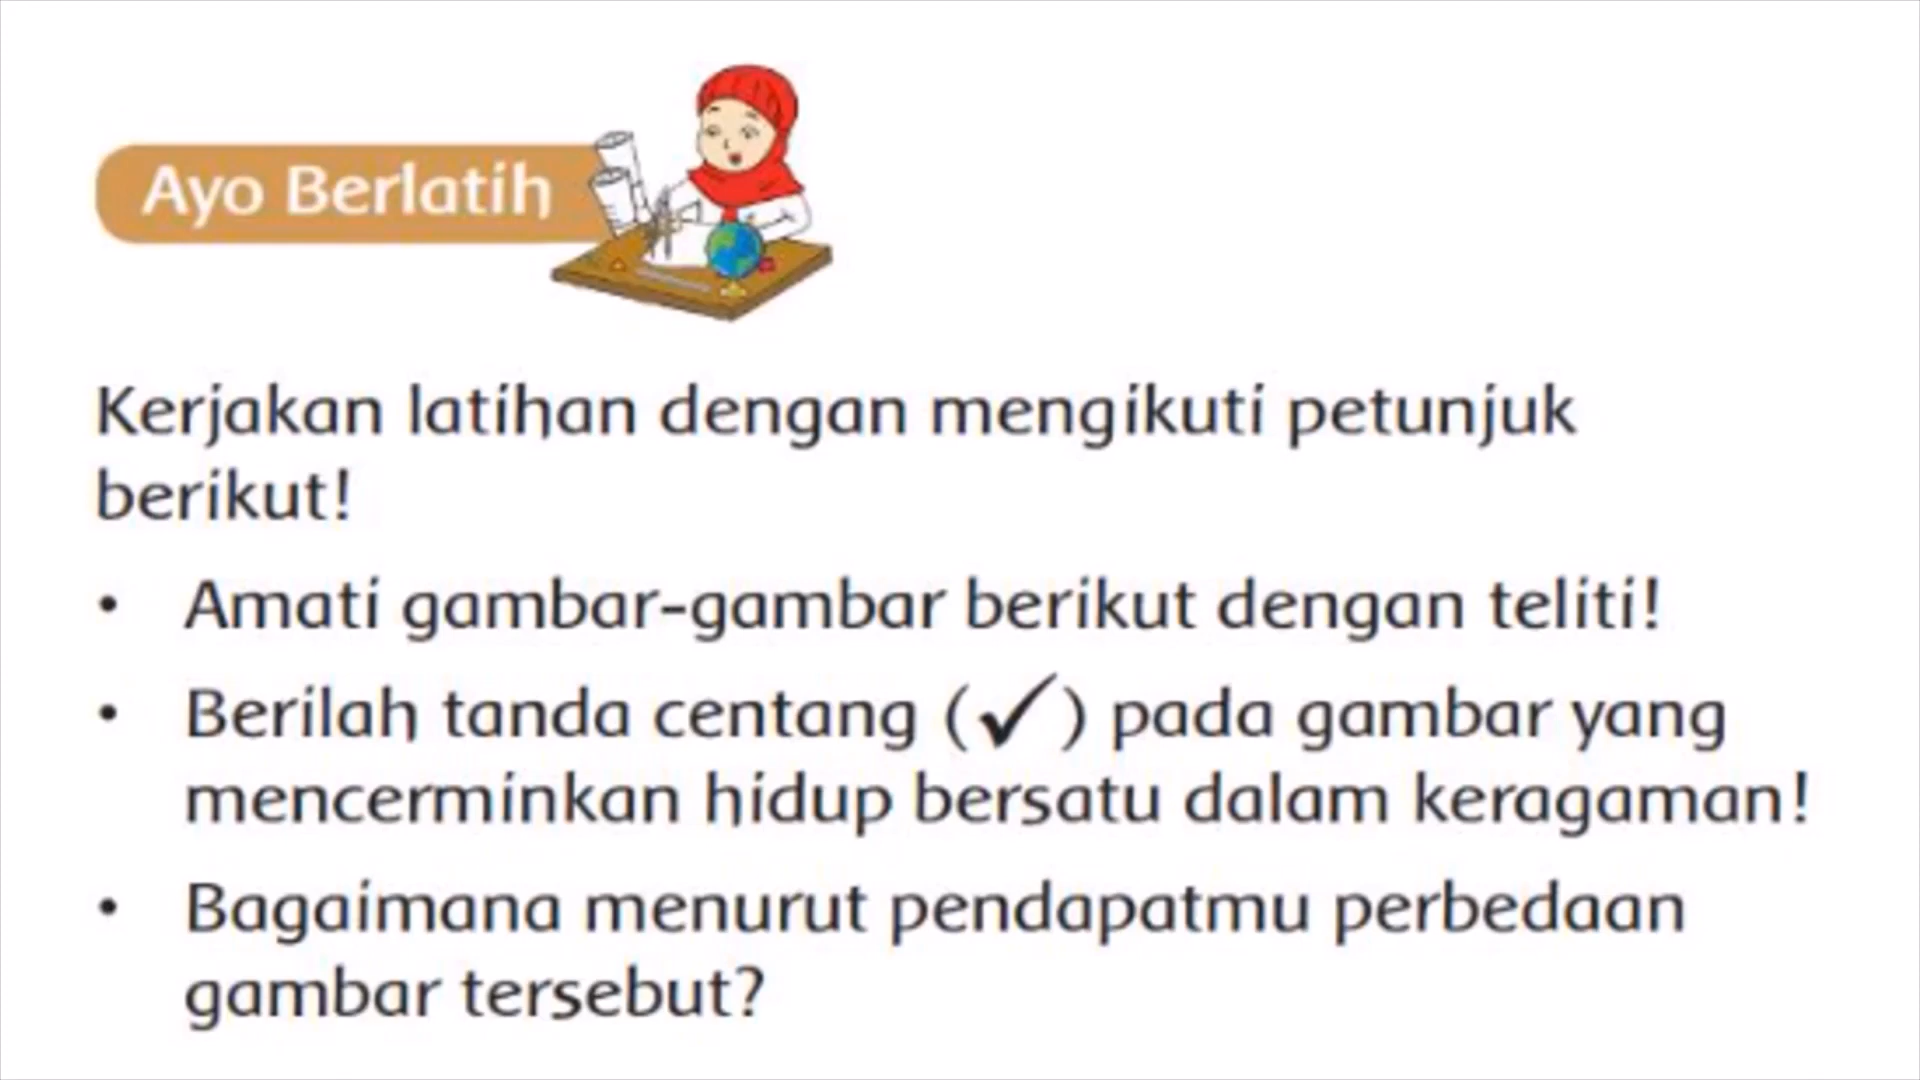 Ayo Berlatih
Kerjakan latihan dengan mengikuti petunjuk
berikut!
• Amati gambar-gambar berikut dengan teliti!
• Berilah tanda centang (✓) pada gambar yang
mencerminkan hidup bersatu dalam keragaman!
• Bagaimana menurut pendapatmu perbedaan
gambar tersebut?